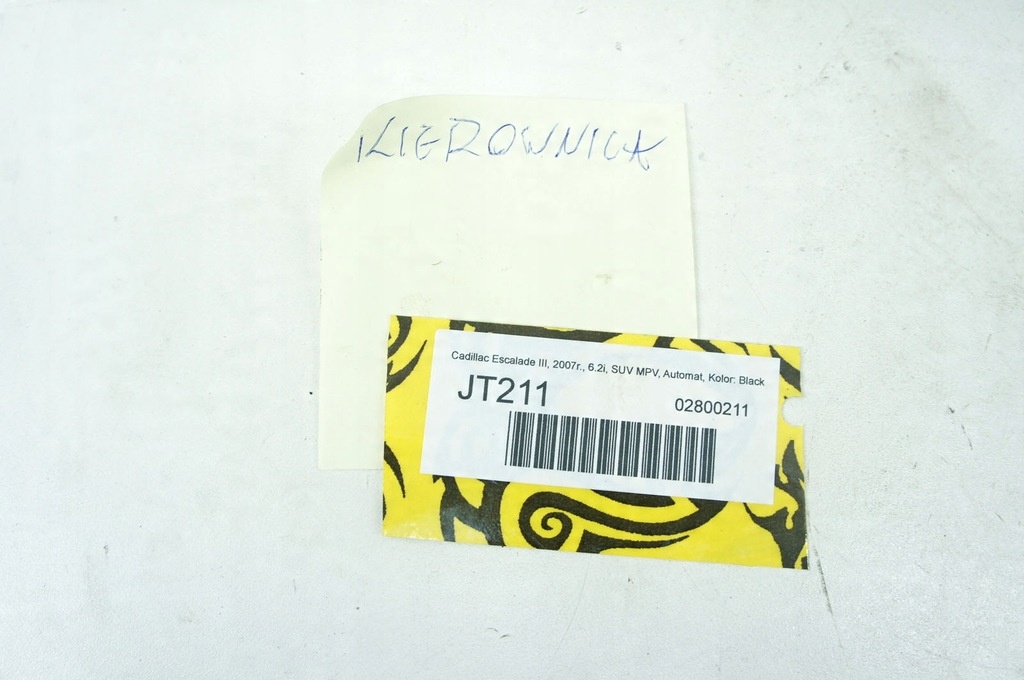 KIEROWNICA
Cadillac Escalade III, 2007r., 6.2i, SUV MPV, Automat, Kolor: Black
JT211
02800211